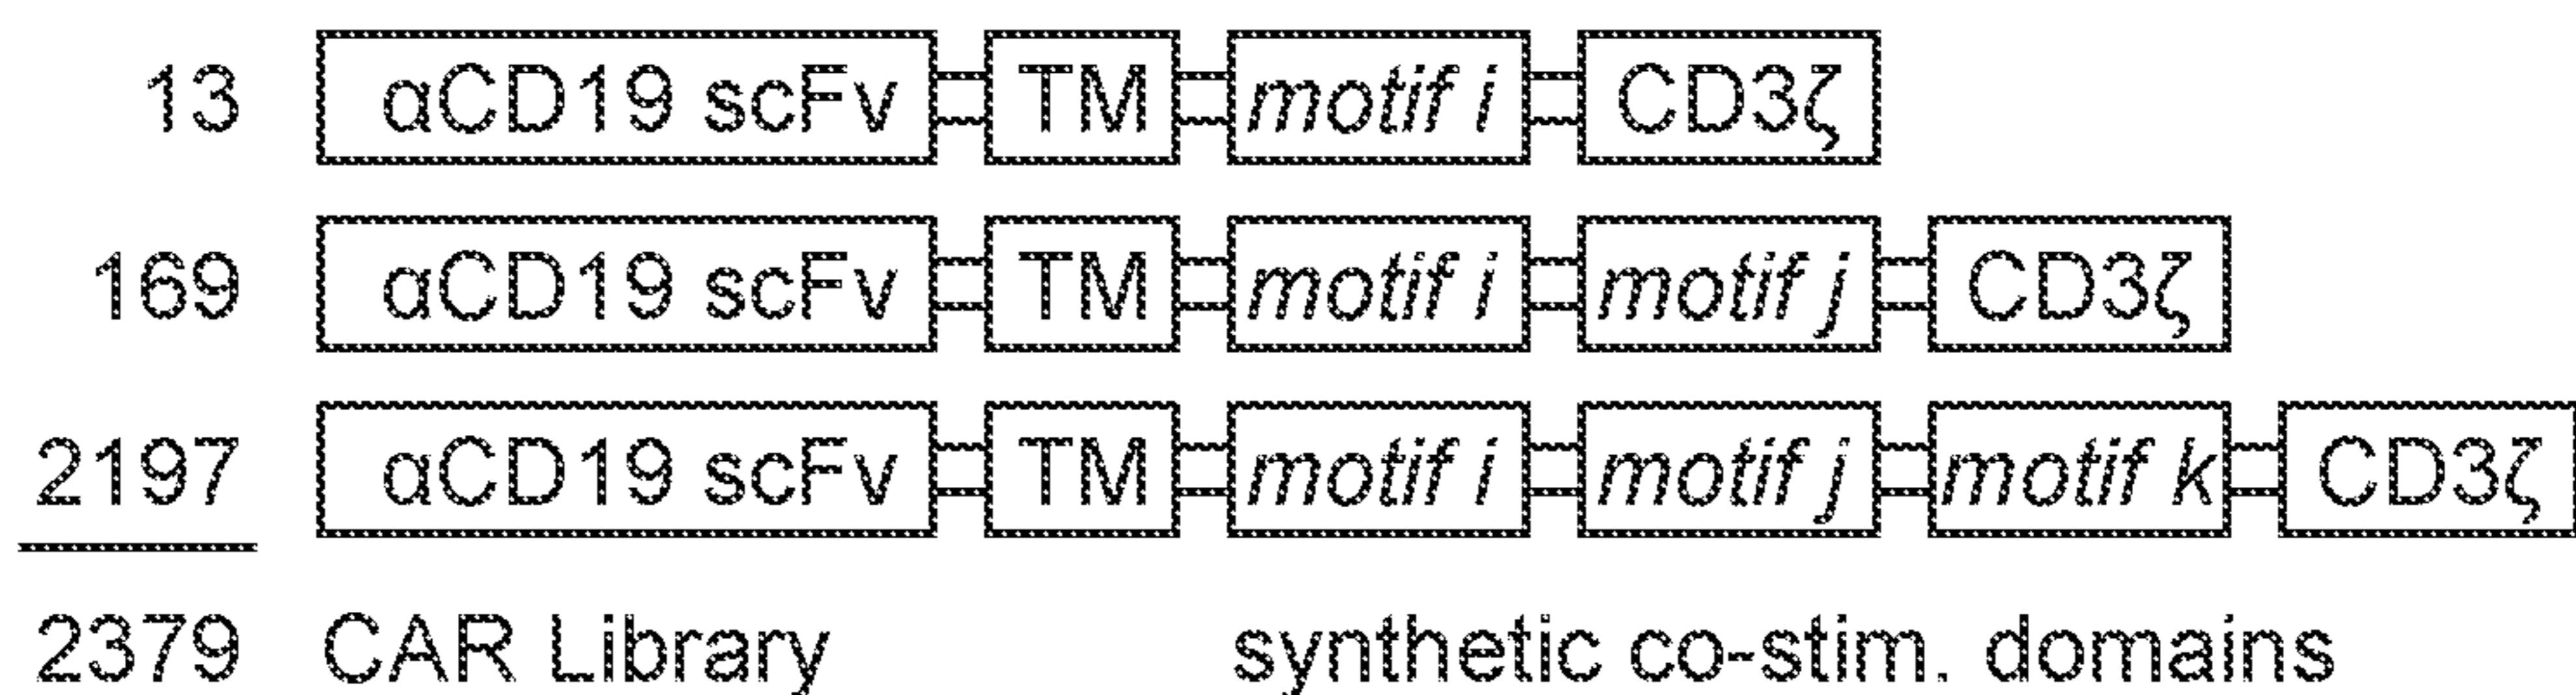 13 αCD19 scFv TM motif i CD3ζ
169 αCD19 scFv TM motif i motif j CD3ζ
2197 αCD19 scFv TM motif i motif j motif k CD3ζ
2379 CAR Library synthetic co-stim. domains